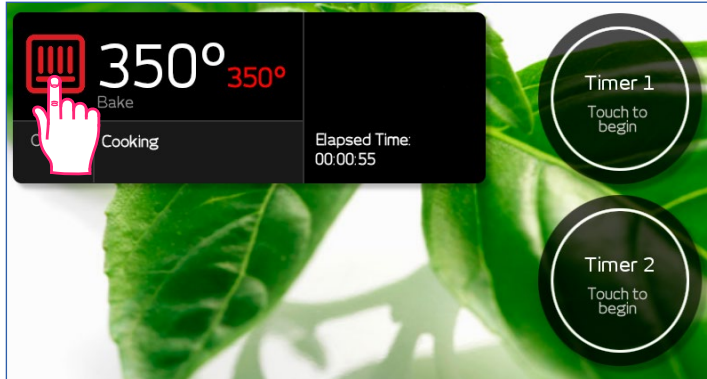 350° 350°
Bake
Cooking
Elapsed Time:
00:00:55
Timer 1
Touch to
begin
Timer 2
Touch to
begin